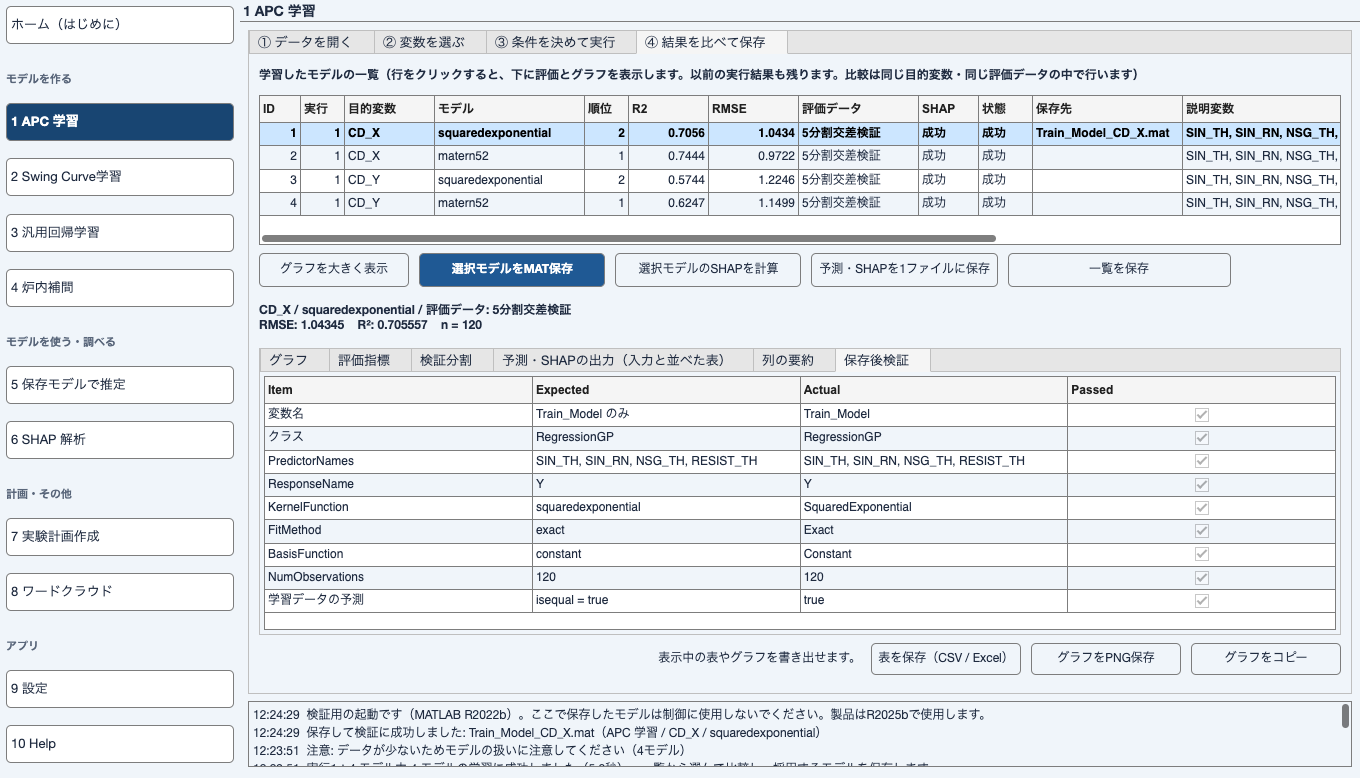 ホーム（はじめに）
モデルを作る
1 APC 学習
2 Swing Curve学習
3 汎用回帰学習
4 炉内補間
モデルを使う・調べる
5 保存モデルで推定
6 SHAP 解析
計画・その他
7 実験計画作成
8 ワードクラウド
アプリ
9 設定
10 Help
1 APC 学習
① データを開く ② 変数を選ぶ ③ 条件を決めて実行 ④ 結果を比べて保存
学習したモデルの一覧（行をクリックすると、下に評価とグラフを表示します。以前の実行結果も残ります。比較は同じ目的変数・同じ評価データの中で行います）
ID 実行 目的変数 モデル 順位 R2 RMSE 評価データ SHAP 状態 保存先 説明変数
1 1 CD_X squaredexponential 2 0.7056 1.0434 5分割交差検証 成功 成功 Train_Model_CD_X.mat SIN_TH, SIN_RN, NSG_TH,
2 1 CD_X matern52 1 0.7444 0.9722 5分割交差検証 成功 成功 SIN_TH, SIN_RN, NSG_TH,
3 1 CD_Y squaredexponential 2 0.5744 1.2246 5分割交差検証 成功 成功 SIN_TH, SIN_RN, NSG_TH,
4 1 CD_Y matern52 1 0.6247 1.1499 5分割交差検証 成功 成功 SIN_TH, SIN_RN, NSG_TH,
グラフを大きく表示 選択モデルをMAT保存 選択モデルのSHAPを計算 予測・SHAPを1ファイルに保存 一覧を保存
CD_X / squaredexponential / 評価データ: 5分割交差検証
RMSE: 1.04345 R²: 0.705557 n = 120
グラフ 評価指標 検証分割 予測・SHAPの出力（入力と並べた表） 列の要約 保存後検証
Item Expected Actual Passed
変数名 Train_Model のみ Train_Model
クラス RegressionGP RegressionGP
PredictorNames SIN_TH, SIN_RN, NSG_TH, RESIST_TH SIN_TH, SIN_RN, NSG_TH, RESIST_TH
ResponseName Y Y
KernelFunction squaredexponential SquaredExponential
FitMethod exact Exact
BasisFunction constant Constant
NumObservations 120 120
学習データの予測 isequal = true true
表示中の表やグラフを書き出せます。 表を保存（CSV / Excel） グラフをPNG保存 グラフをコピー
12:24:29 検証用の起動です（MATLAB R2022b）。ここで保存したモデルは制御に使用しないでください。製品はR2025bで使用します。
12:24:29 保存して検証に成功しました: Train_Model_CD_X.mat（APC 学習 / CD_X / squaredexponential）
12:23:51 注意: データが少ないためモデルの扱いに注意してください（4モデル）